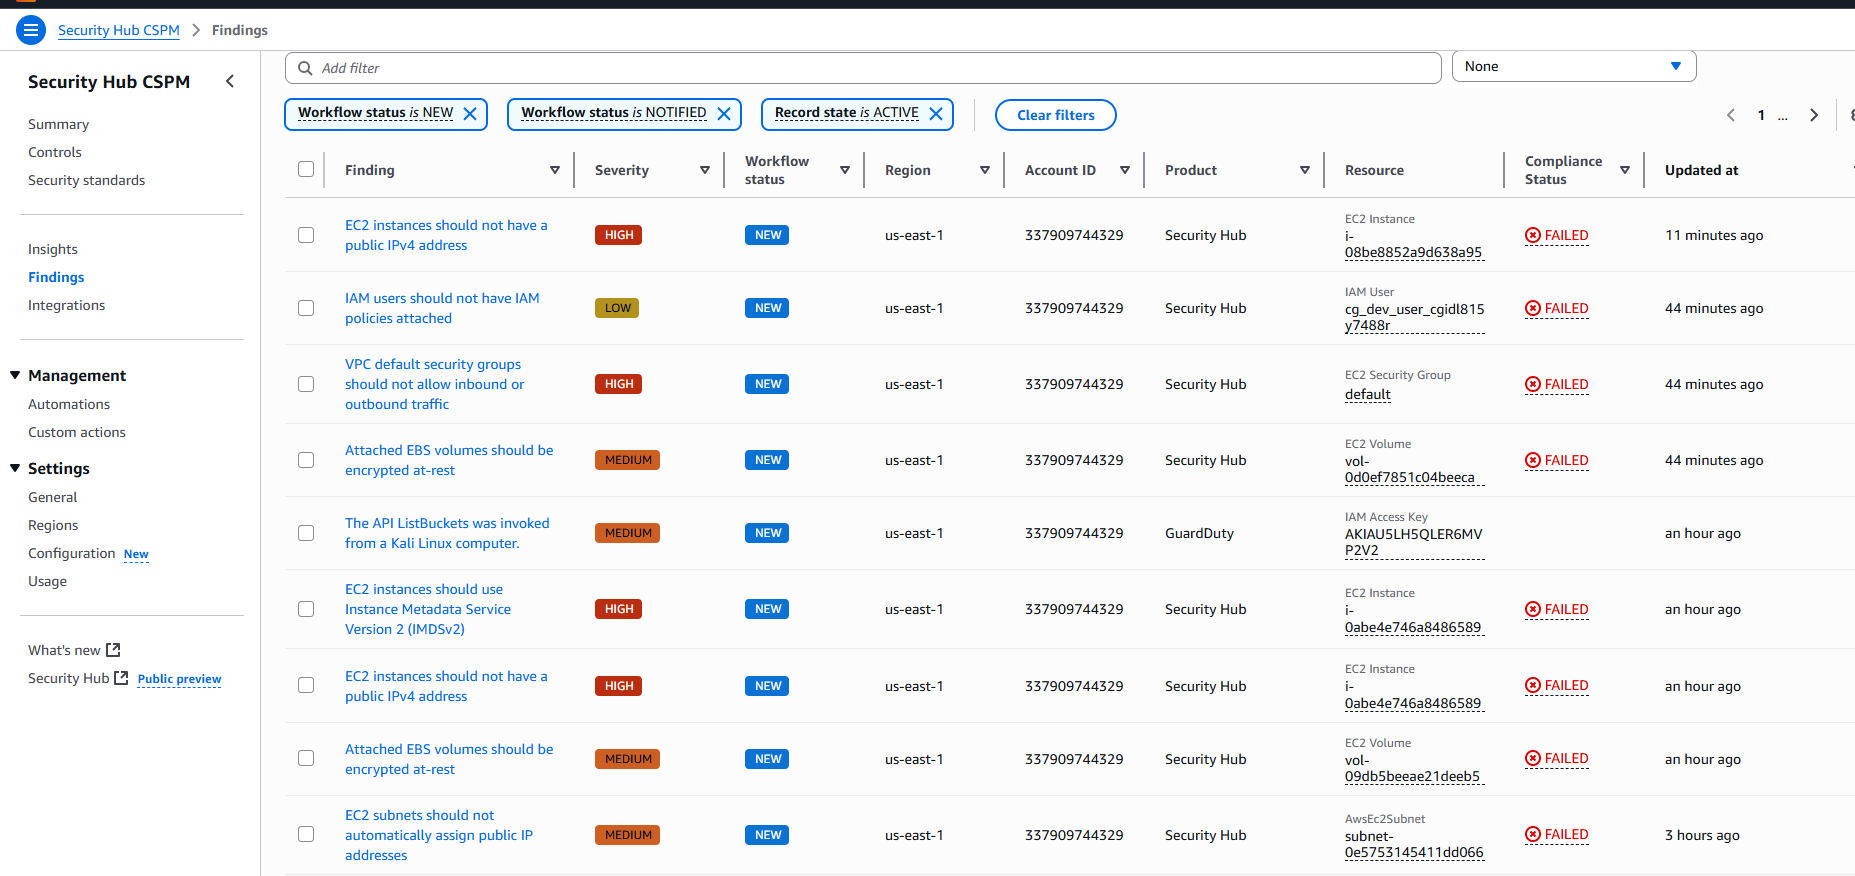 Security Hub CSPM > Findings
Security Hub CSPM
Summary
Controls
Security standards
Insights
Findings
Integrations
Management
Automations
Custom actions
Settings
General
Regions
Configuration New
Usage
What's new
Security Hub Public preview
Add filter
None
Workflow status is NEW
Workflow status is NOTIFIED
Record state is ACTIVE
Clear filters
1 ...
Finding
Severity
Workflow
status
Region
Account ID
Product
Resource
Compliance
Status
Updated at
EC2 instances should not have a
public IPv4 address
HIGH
NEW
us-east-1
337909744329
Security Hub
EC2 Instance
i-
08be8852a9d638a95
FAILED
11 minutes ago
IAM users should not have IAM
policies attached
LOW
NEW
us-east-1
337909744329
Security Hub
IAM User
cg_dev_user_cgidl815
y7488r
FAILED
44 minutes ago
VPC default security groups
should not allow inbound or
outbound traffic
HIGH
NEW
us-east-1
337909744329
Security Hub
EC2 Security Group
default
FAILED
44 minutes ago
Attached EBS volumes should be
encrypted at-rest
MEDIUM
NEW
us-east-1
337909744329
Security Hub
EC2 Volume
vol-
0d0ef7851c04beeca
FAILED
44 minutes ago
The API ListBuckets was invoked
from a Kali Linux computer.
MEDIUM
NEW
us-east-1
337909744329
GuardDuty
IAM Access Key
AKIAU5LH5QLER6MV
P2V2
an hour ago
EC2 instances should use
Instance Metadata Service
Version 2 (IMDSv2)
HIGH
NEW
us-east-1
337909744329
Security Hub
EC2 Instance
i-
0abe4e746a8486589
FAILED
an hour ago
EC2 instances should not have a
public IPv4 address
HIGH
NEW
us-east-1
337909744329
Security Hub
EC2 Instance
i-
0abe4e746a8486589
FAILED
an hour ago
Attached EBS volumes should be
encrypted at-rest
MEDIUM
NEW
us-east-1
337909744329
Security Hub
EC2 Volume
vol-
09db5beeae21deeb5
FAILED
an hour ago
EC2 subnets should not
automatically assign public IP
addresses
MEDIUM
NEW
us-east-1
337909744329
Security Hub
AwsEc2Subnet
subnet-
0e5753145411dd066
FAILED
3 hours ago